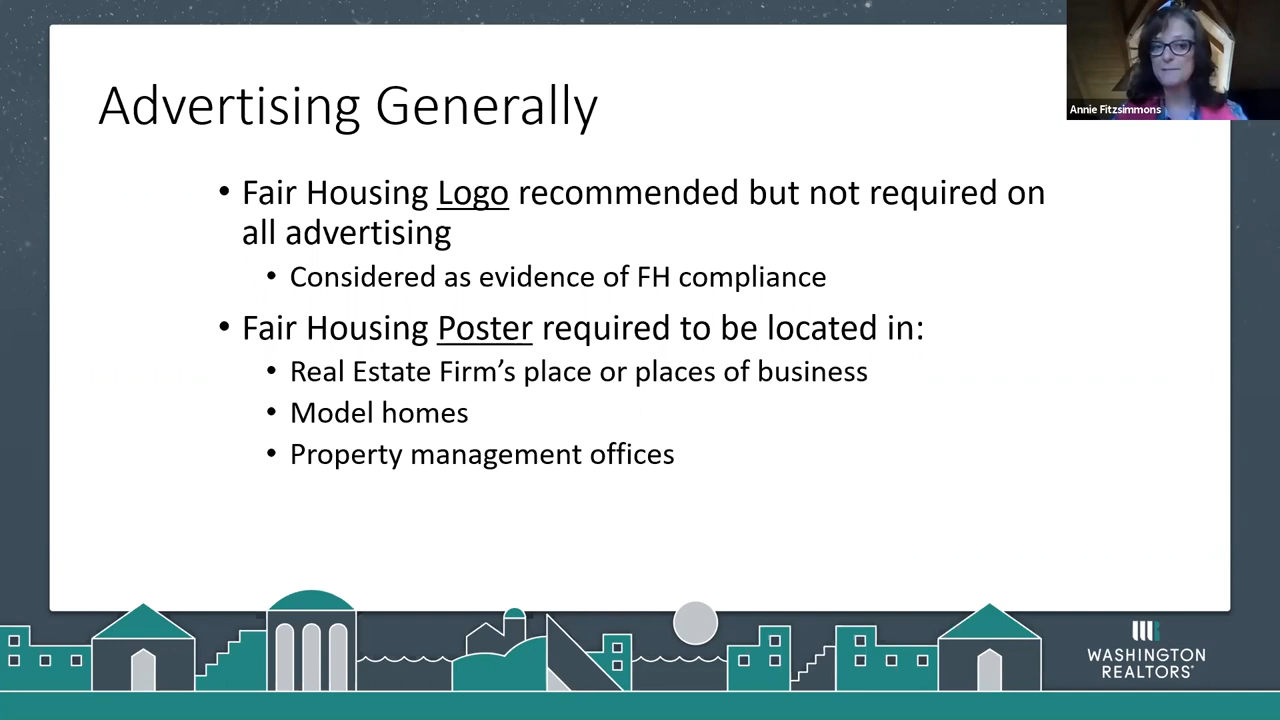 Advertising Generally
Annie Fitzsimmons
• Fair Housing Logo recommended but not required on
all advertising
• Considered as evidence of FH compliance
• Fair Housing Poster required to be located in:
• Real Estate Firm’s place or places of business
• Model homes
• Property management offices
WASHINGTON
REALTORS®